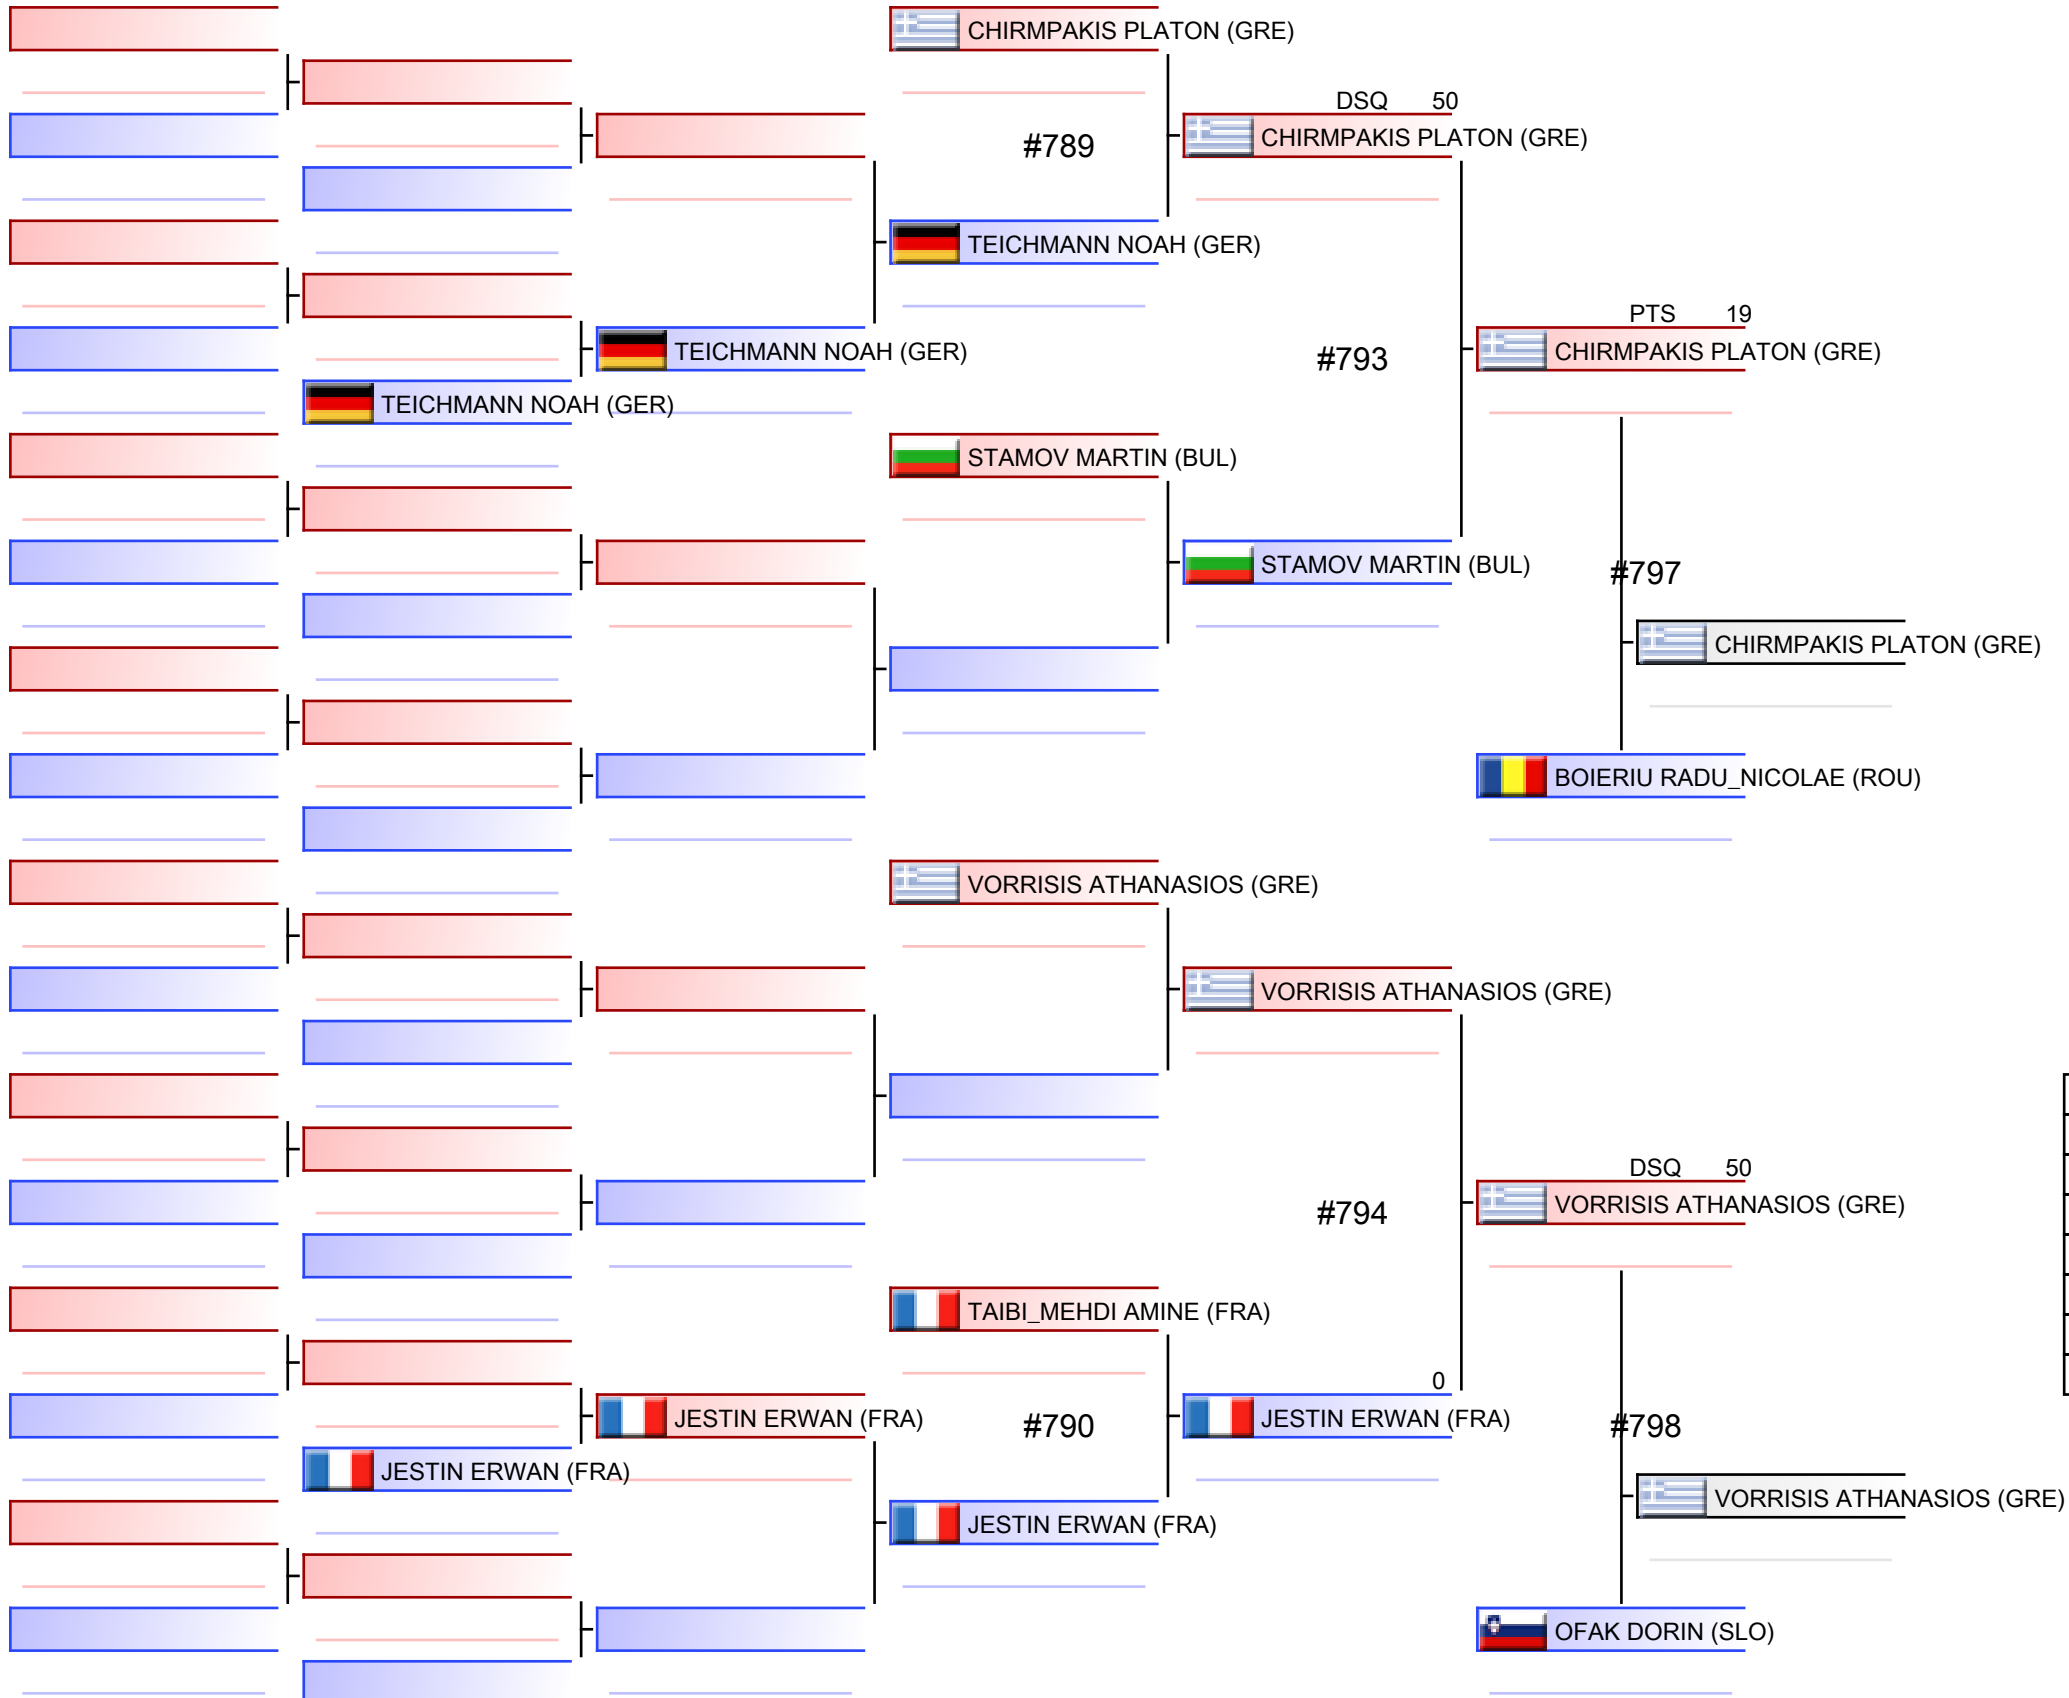 CHIRMPAKIS PLATON (GRE)
DSQ 50
#789
CHIRMPAKIS PLATON (GRE)
TEICHMANN NOAH (GER)
PTS 19
TEICHMANN NOAH (GER)
#793
CHIRMPAKIS PLATON (GRE)
TEICHMANN NOAH (GER)
STAMOV MARTIN (BUL)
STAMOV MARTIN (BUL)
#797
CHIRMPAKIS PLATON (GRE)
BOIERIU RADU_NICOLAE (ROU)
VORRISIS ATHANASIOS (GRE)
VORRISIS ATHANASIOS (GRE)
DSQ 50
#794
VORRISIS ATHANASIOS (GRE)
TAIBI_MEHDI AMINE (FRA)
0
JESTIN ERWAN (FRA)
#790
JESTIN ERWAN (FRA)
#798
JESTIN ERWAN (FRA)
VORRISIS ATHANASIOS (GRE)
JESTIN ERWAN (FRA)
OFAK DORIN (SLO)